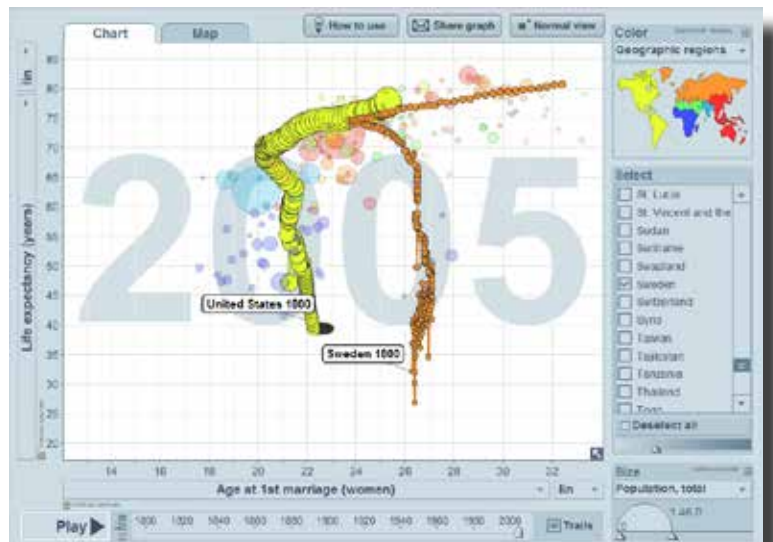 Chart
Map
How to use
Share graph
Normal view
Color
Geographic regions
lin
Life expectancy (years)
85
80
75
70
65
60
55
50
45
40
35
30
25
20
2005
United States 1800
Sweden 1800
14
16
18
20
22
24
26
28
30
32
Age at 1st marriage (women)
lin
Select
St. Lucia
St. Vincent and the
Sudan
Suriname
Swaziland
Sweden
Switzerland
Syria
Taiwan
Tajikistan
Tanzania
Thailand
Togo
Deselect all
Size
Population, total
Play
1800
1820
1840
1860
1880
1900
1920
1940
1960
1980
2000
Trails